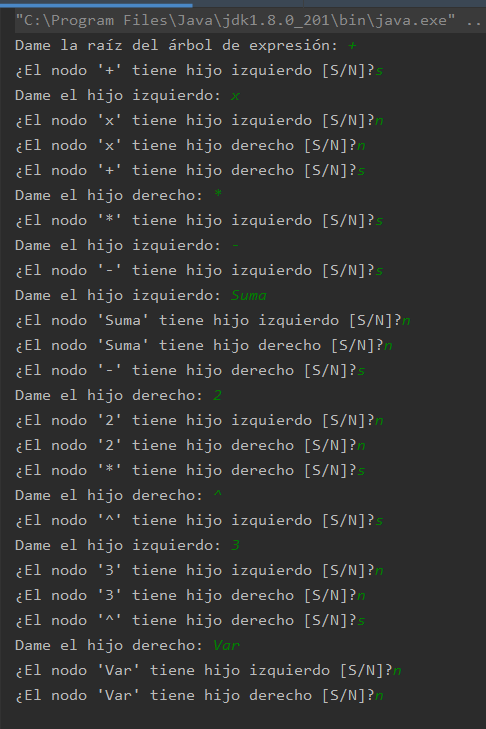 "C:\Program Files\Java\jdk1.8.0_201\bin\java.exe" ..
Dame la raíz del árbol de expresión: +
¿El nodo '+' tiene hijo izquierdo [S/N]?s
Dame el hijo izquierdo: x
¿El nodo 'x' tiene hijo izquierdo [S/N]?n
¿El nodo 'x' tiene hijo derecho [S/N]?n
¿El nodo '+' tiene hijo derecho [S/N]?s
Dame el hijo derecho: *
¿El nodo '*' tiene hijo izquierdo [S/N]?s
Dame el hijo izquierdo: -
¿El nodo '-' tiene hijo izquierdo [S/N]?s
Dame el hijo izquierdo: Suma
¿El nodo 'Suma' tiene hijo izquierdo [S/N]?n
¿El nodo 'Suma' tiene hijo derecho [S/N]?n
¿El nodo '-' tiene hijo derecho [S/N]?s
Dame el hijo derecho: 2
¿El nodo '2' tiene hijo izquierdo [S/N]?n
¿El nodo '2' tiene hijo derecho [S/N]?n
¿El nodo '*' tiene hijo derecho [S/N]?s
Dame el hijo derecho: ^
¿El nodo '^' tiene hijo izquierdo [S/N]?s
Dame el hijo izquierdo: 3
¿El nodo '3' tiene hijo izquierdo [S/N]?n
¿El nodo '3' tiene hijo derecho [S/N]?n
¿El nodo '^' tiene hijo derecho [S/N]?s
Dame el hijo derecho: Var
¿El nodo 'Var' tiene hijo izquierdo [S/N]?n
¿El nodo 'Var' tiene hijo derecho [S/N]?n